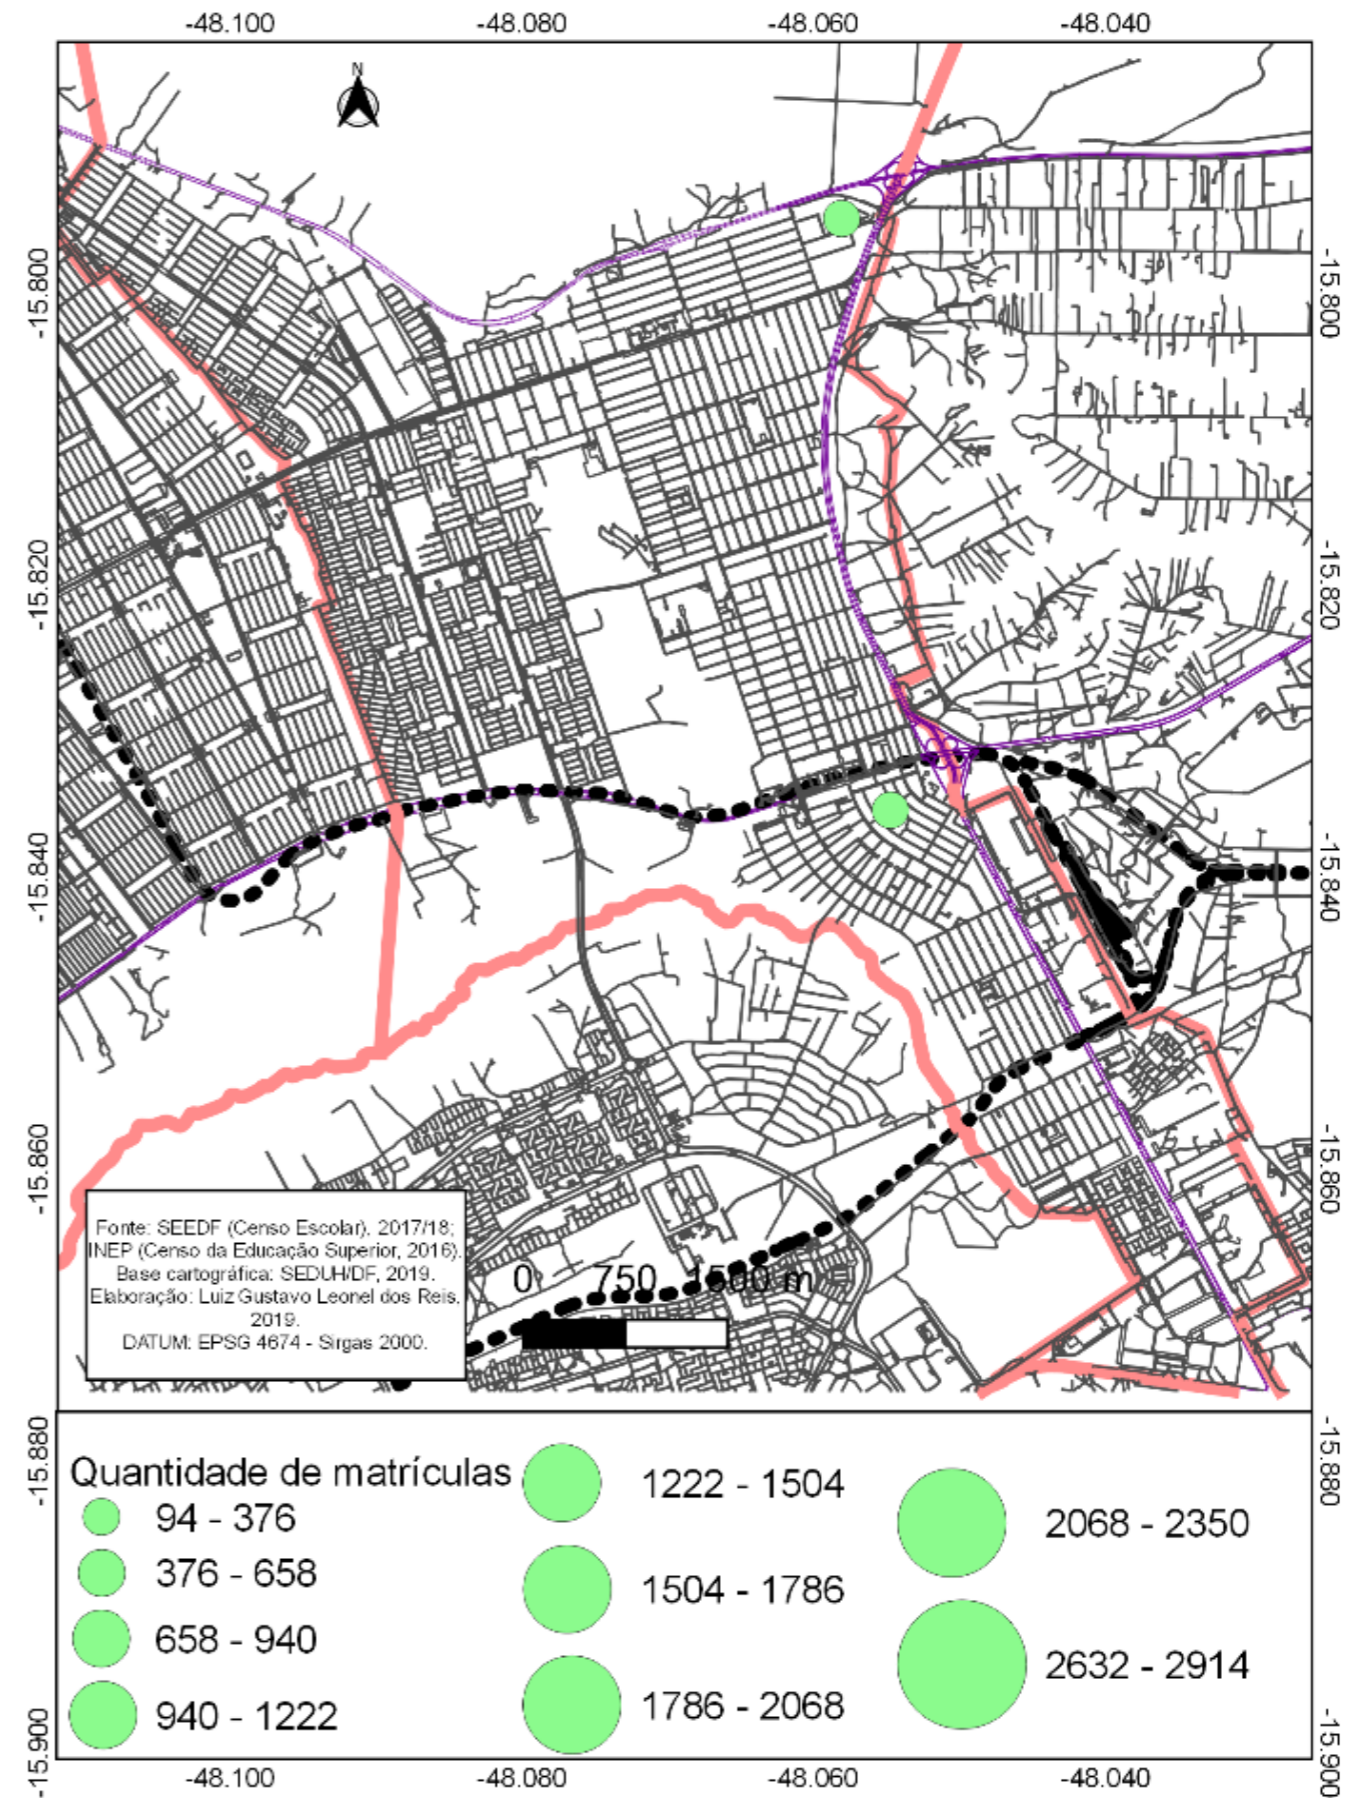 -48.100 -48.080 -48.060 -48.040
N
-15.800
-15.800
-15.820
-15.820
-15.840
-15.840
-15.860
-15.860
Fonte: SEEDF (Censo Escolar), 2017/18;
INEP (Censo da Educação Superior, 2016).
Base cartográfica: SEDUH/DF, 2019.
Elaboração: Luiz Gustavo Leonel dos Reis,
2019.
DATUM: EPSG 4674 - Sirgas 2000.
0 750 1500 m
-15.880
-15.880
Quantidade de matrículas
94 - 376
376 - 658
658 - 940
940 - 1222
1222 - 1504
1504 - 1786
1786 - 2068
2068 - 2350
2632 - 2914
-15.900
-15.900
-48.100 -48.080 -48.060 -48.040